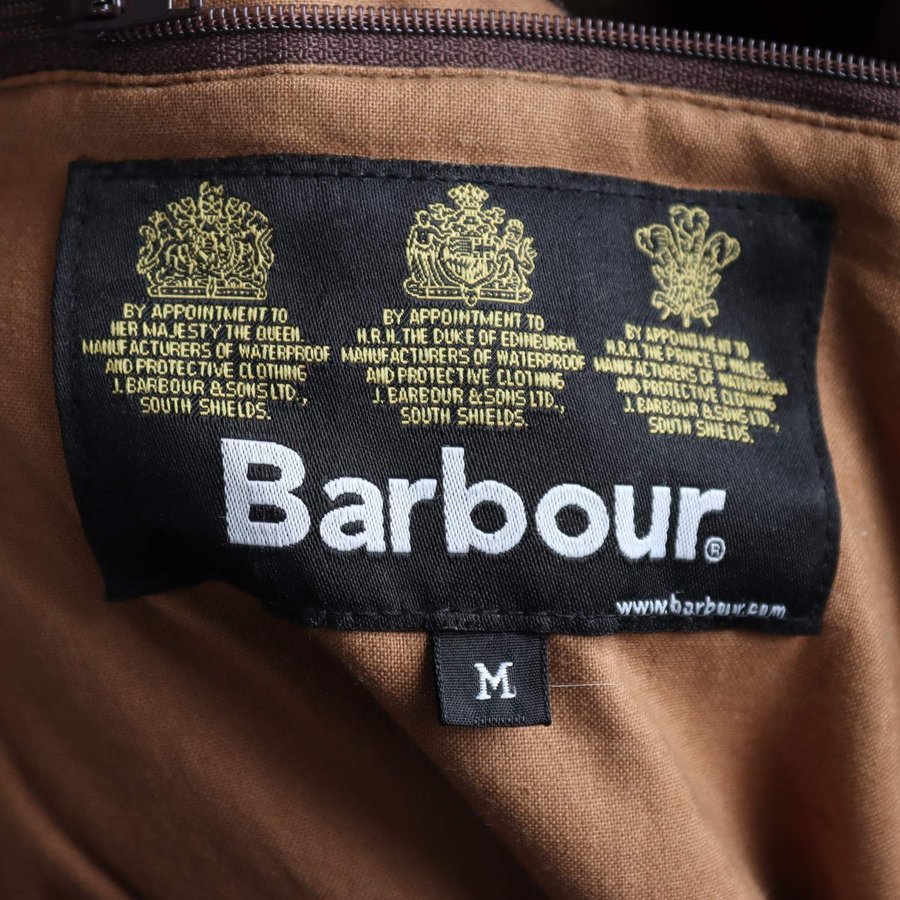 BY APPOINTMENT TO
HER MAJESTY THE QUEEN.
MANUFACTURERS OF WATERPROOF
AND PROTECTIVE CLOTHING
J. BARBOUR & SONS LTD.,
SOUTH SHIELDS.
BY APPOINTMENT TO
H.R.H. THE DUKE OF EDINBURGH.
MANUFACTURERS OF WATERPROOF
AND PROTECTIVE CLOTHING
J. BARBOUR & SONS LTD.,
SOUTH SHIELDS.
BY APPOINTMENT TO
H.R.H. THE PRINCE OF WALES.
MANUFACTURERS OF WATERPROOF
AND PROTECTIVE CLOTHING
J. BARBOUR & SONS LTD.,
SOUTH SHIELDS.
Barbour®
www.barbour.com
M